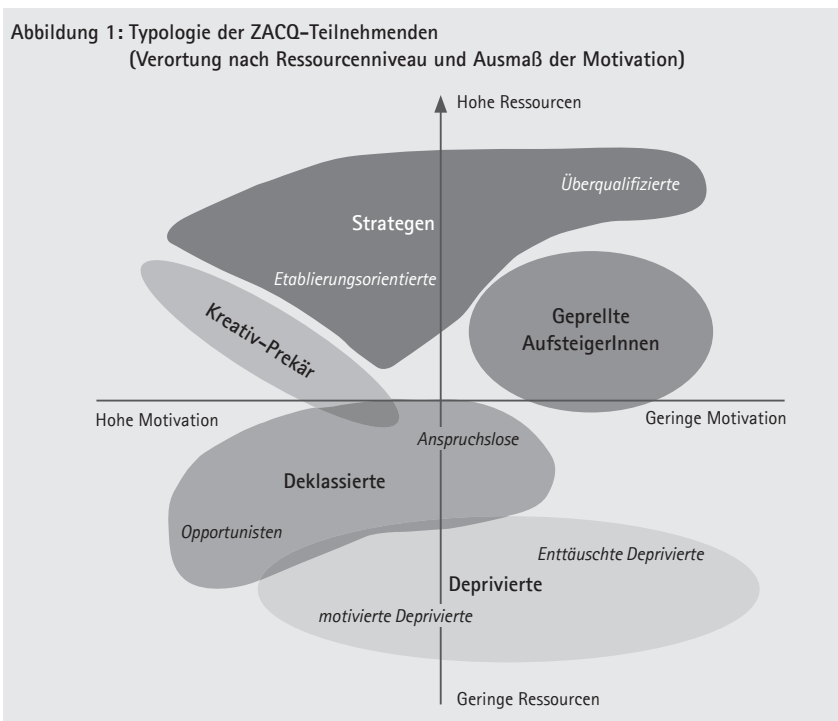 Abbildung 1: Typologie der ZACQ-Teilnehmenden
(Verortung nach Ressourcenniveau und Ausmaß der Motivation)
Hohe Ressourcen
Überqualifizierte
Strategen
Etablierungsorientierte
Kreativ-Prekär
Geprellte
AufsteigerInnen
Hohe Motivation
Geringe Motivation
Anspruchslose
Deklassierte
Opportunisten
Enttäuschte Deprivierte
Deprivierte
motivierte Deprivierte
Geringe Ressourcen